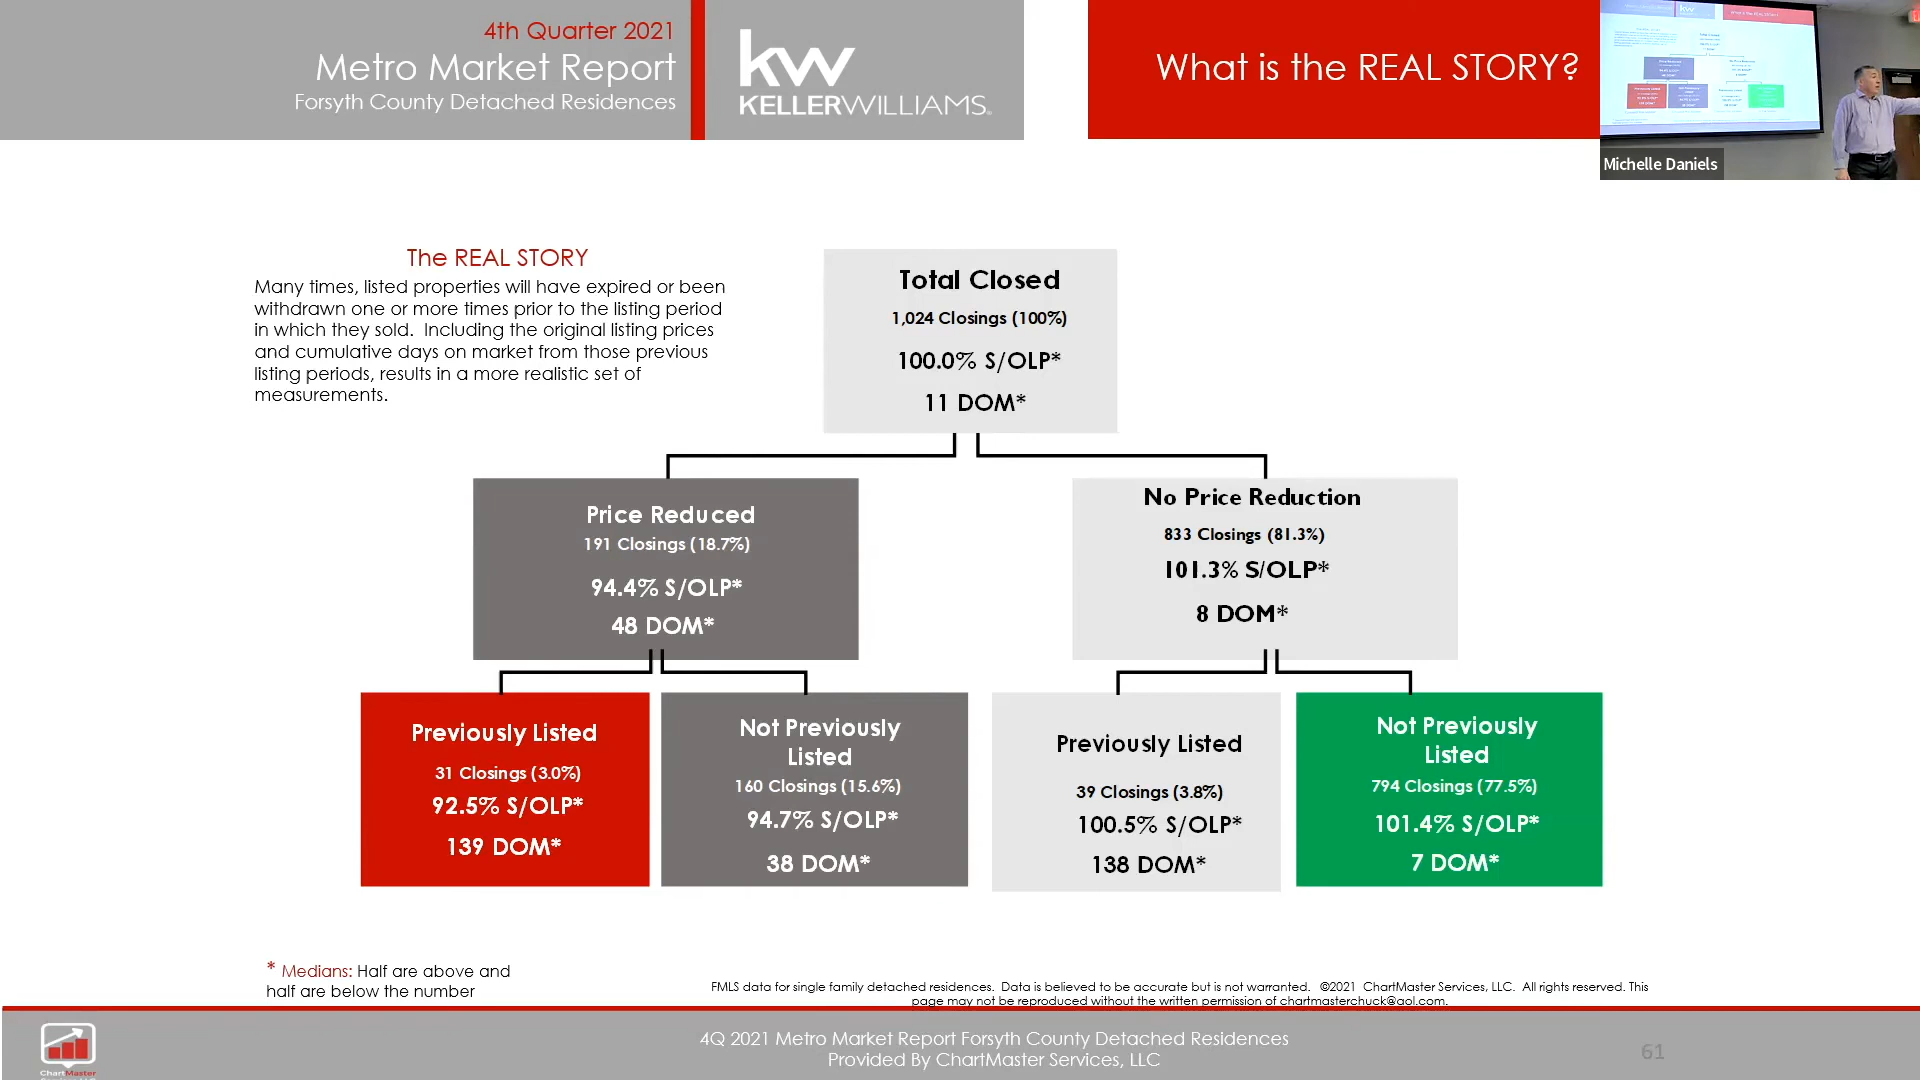 4th Quarter 2021
Metro Market Report
Forsyth County Detached Residences
kw
KELLERWILLIAMS.
What is the REAL STORY?
Michelle Daniels
The REAL STORY
Many times, listed properties will have expired or been
withdrawn one or more times prior to the listing period
in which they sold.  Including the original listing prices
and cumulative days on market from those previous
listing periods, results in a more realistic set of
measurements.
Total Closed
1,024 Closings (100%)
100.0% S/OLP*
11 DOM*
Price Reduced
191 Closings (18.7%)
94.4% S/OLP*
48 DOM*
No Price Reduction
833 Closings (81.3%)
101.3% S/OLP*
8 DOM*
Previously Listed
31 Closings (3.0%)
92.5% S/OLP*
139 DOM*
Not Previously
Listed
160 Closings (15.6%)
94.7% S/OLP*
38 DOM*
Previously Listed
39 Closings (3.8%)
100.5% S/OLP*
138 DOM*
Not Previously
Listed
794 Closings (77.5%)
101.4% S/OLP*
7 DOM*
* Medians: Half are above and
half are below the number
FMLS data for single family detached residences.  Data is believed to be accurate but is not warranted.  ©2021  ChartMaster Services, LLC.  All rights reserved. This
page may not be reproduced without the written permission of chartmasterchuck@aol.com.
ChartMaster
4Q 2021 Metro Market Report Forsyth County Detached Residences
Provided By ChartMaster Services, LLC
61